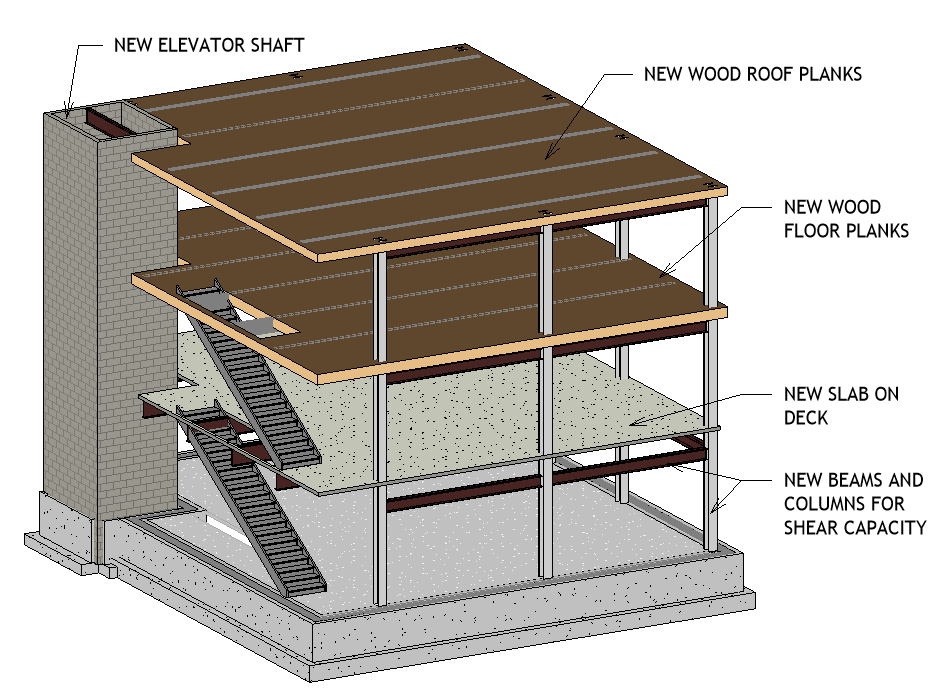 NEW ELEVATOR SHAFT
NEW WOOD ROOF PLANKS
NEW WOOD
FLOOR PLANKS
NEW SLAB ON
DECK
NEW BEAMS AND
COLUMNS FOR
SHEAR CAPACITY